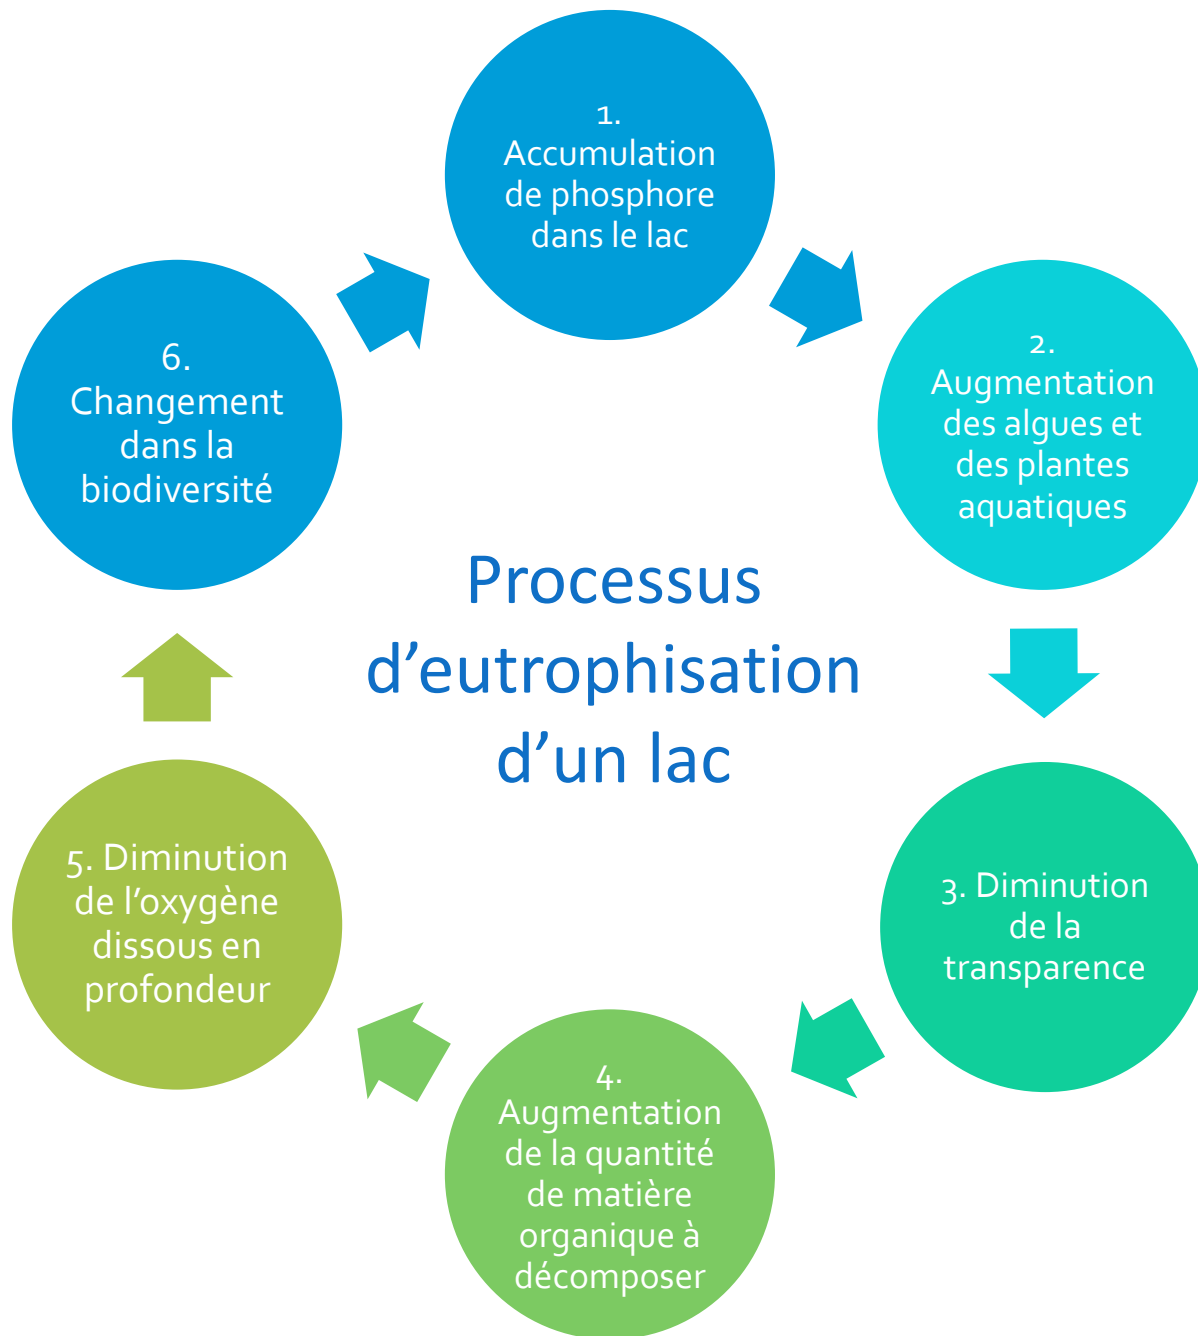 1.
Accumulation
de phosphore
dans le lac
2.
Augmentation
des algues et
des plantes
aquatiques
3. Diminution
de la
transparence
4.
Augmentation
de la quantité
de matière
organique à
décomposer
5. Diminution
de l’oxygène
dissous en
profondeur
6.
Changement
dans la
biodiversité
Processus
d’eutrophisation
d’un lac